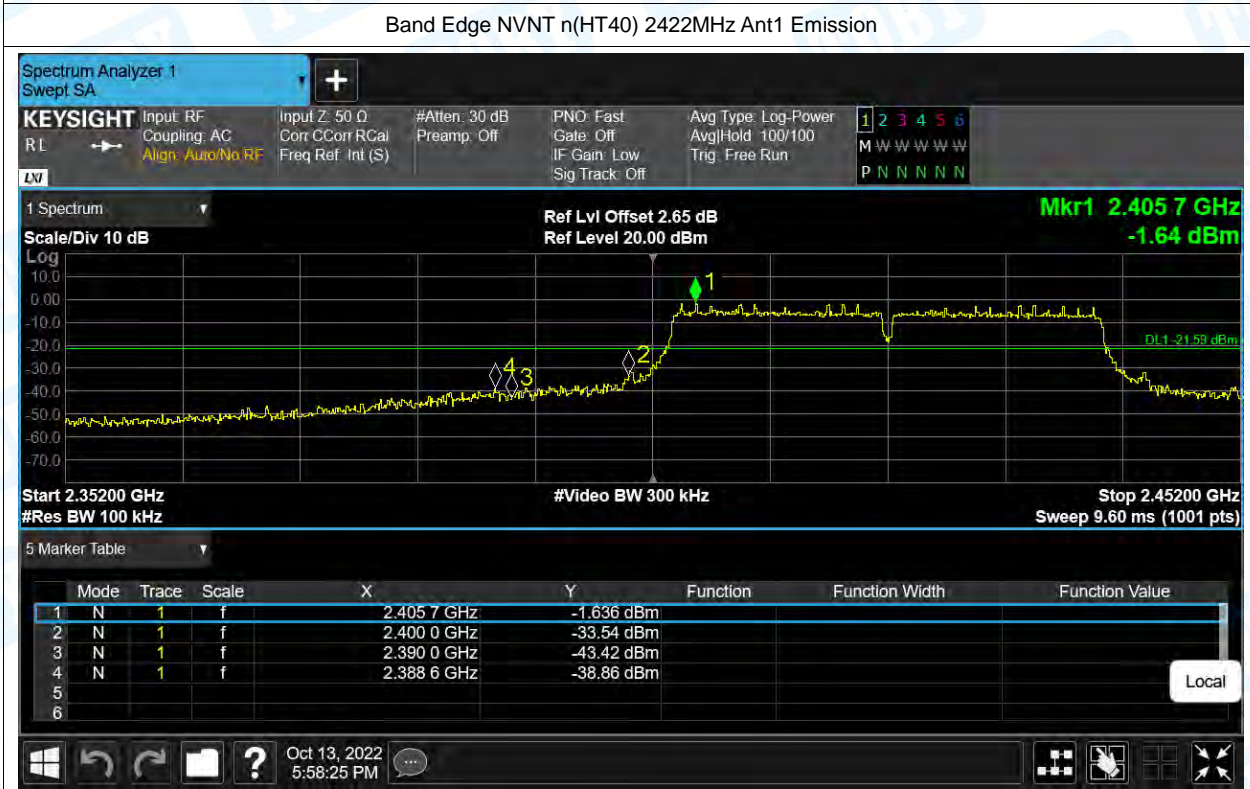 Band Edge NVNT n(HT40) 2422MHz Ant1 Emission
Spectrum Analyzer 1
Swept SA
+
KEYSIGHT
RL
LXI
Input: RF
Coupling: AC
Align: Auto/No RF
Input Z: 50 Ω
Corr CCorr RCal
Freq Ref: Int (S)
#Atten: 30 dB
Preamp: Off
PNO: Fast
Gate: Off
IF Gain: Low
Sig Track: Off
Avg Type: Log-Power
Avg|Hold: 100/100
Trig: Free Run
1 2 3 4 5 6
M W W W W W
P N N N N N
1 Spectrum
Scale/Div 10 dB
Ref Lvl Offset 2.65 dB
Ref Level 20.00 dBm
Mkr1 2.405 7 GHz
-1.64 dBm
Log
10.0
0.00
-10.0
-20.0
-30.0
-40.0
-50.0
-60.0
-70.0
1
2
4
3
DL1 -21.59 dBm
Start 2.35200 GHz
#Res BW 100 kHz
#Video BW 300 kHz
Stop 2.45200 GHz
Sweep 9.60 ms (1001 pts)
5 Marker Table
Mode Trace Scale X Y Function Function Width Function Value
1 N 1 f 2.405 7 GHz -1.636 dBm
2 N 1 f 2.400 0 GHz -33.54 dBm
3 N 1 f 2.390 0 GHz -43.42 dBm
4 N 1 f 2.388 6 GHz -38.86 dBm
5
6
Local
?
Oct 13, 2022
5:58:25 PM